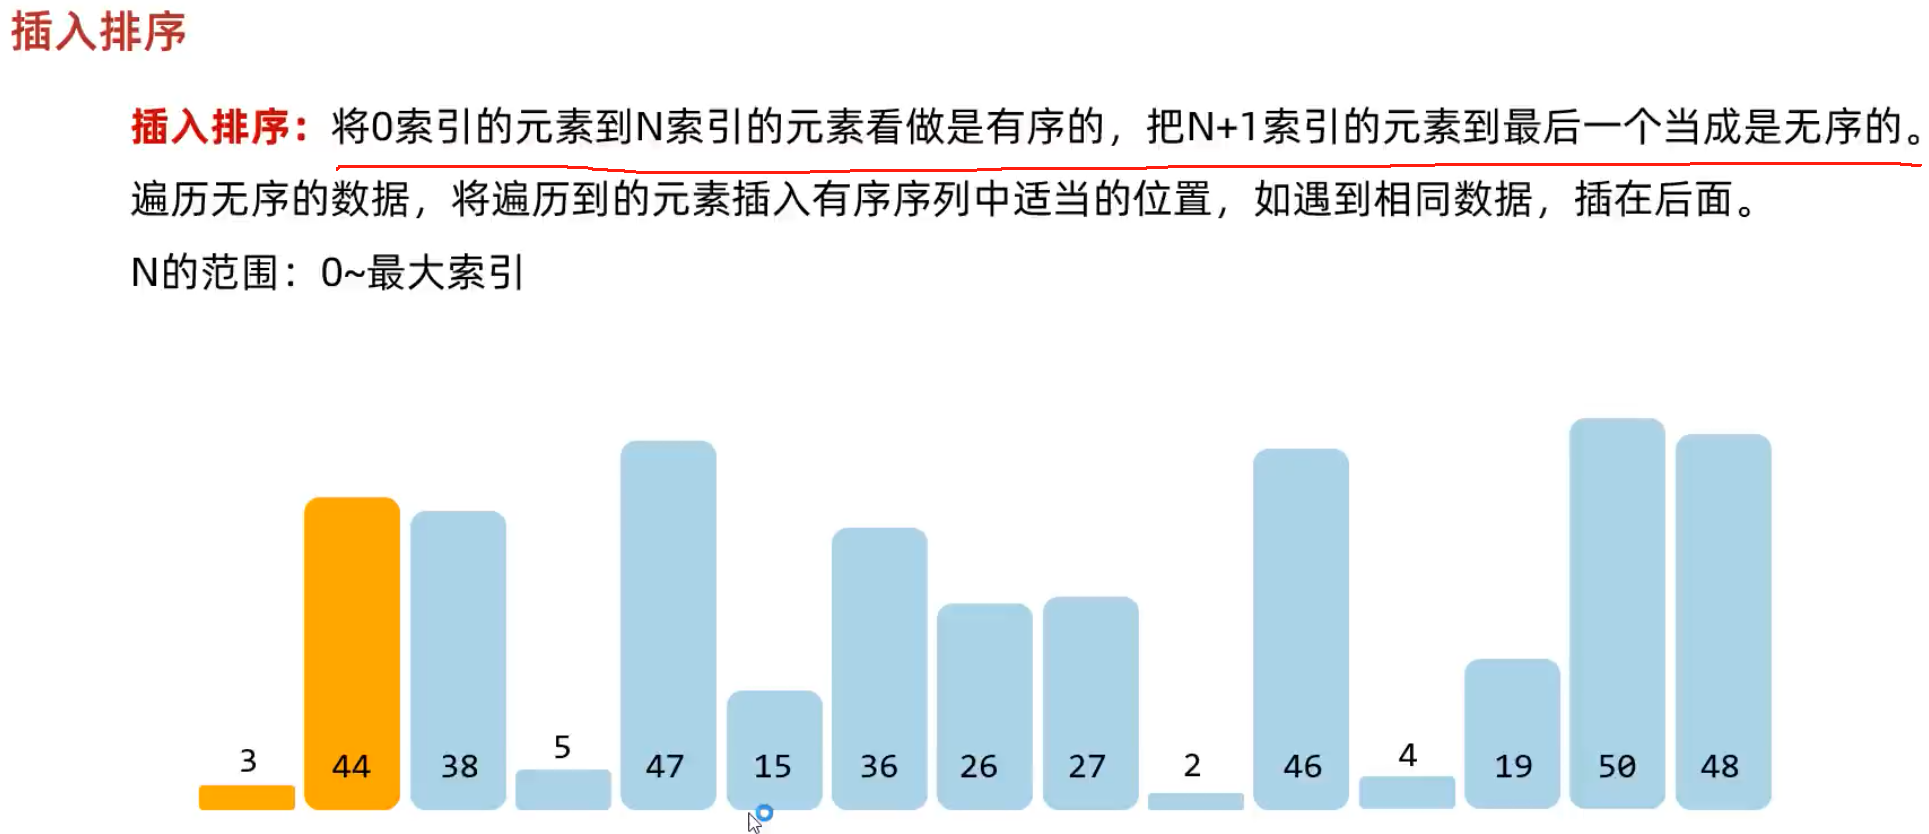 插入排序
插入排序：将0索引的元素到N索引的元素看做是有序的，把N+1索引的元素到最后一个当成是无序的。
遍历无序的数据，将遍历到的元素插入有序序列中适当的位置，如遇到相同数据，插在后面。
N的范围：0~最大索引
3 44 38 5 47 15 36 26 27 2 46 4 19 50 48